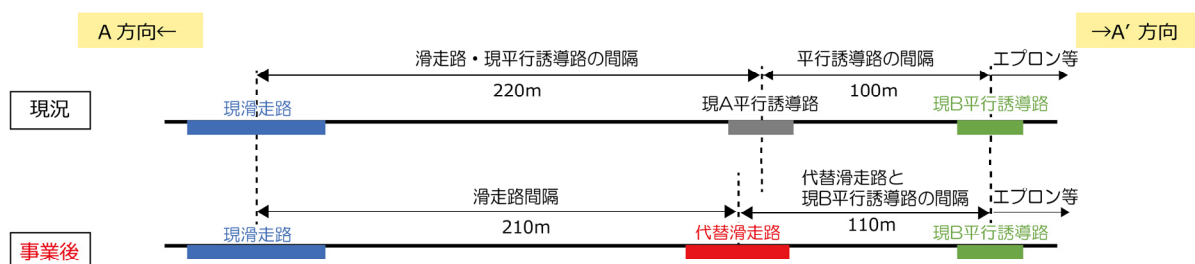 A 方向←
→A’ 方向
滑走路・現平行誘導路の間隔
平行誘導路の間隔
エプロン等
220m
100m
現況
現滑走路
現A平行誘導路
現B平行誘導路
代替滑走路と
滑走路間隔
現B平行誘導路の間隔
エプロン等
210m
110m
事業後
現滑走路
代替滑走路
現B平行誘導路